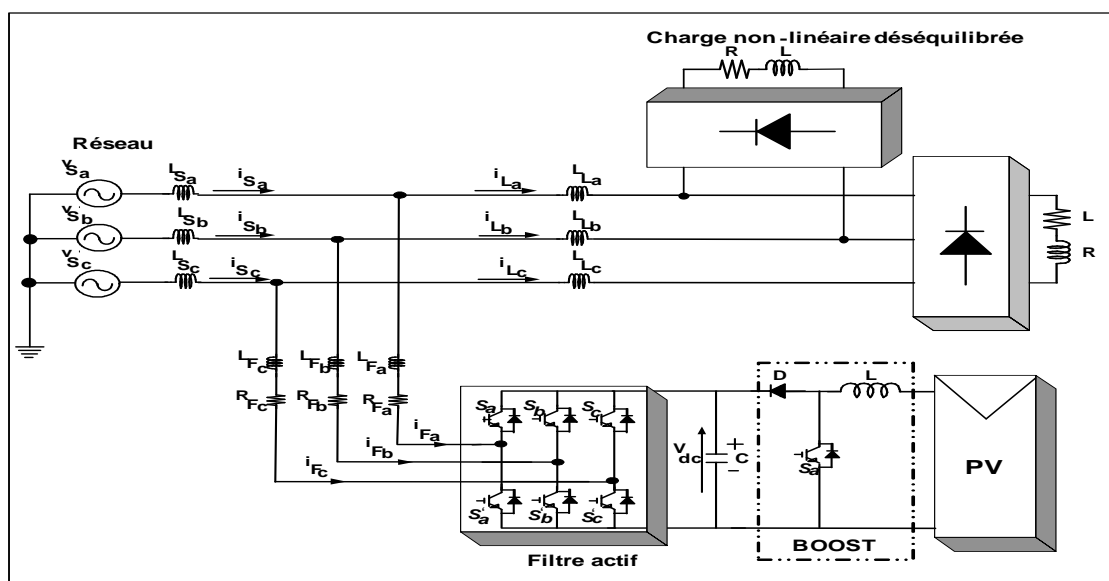 Charge non-linéaire déséquilibrée
R L
Réseau
vSa LSa iSa iLa LLa
vSb LSb iSb iLb LLb
vSc LSc iSc iLc LLc
L
R
LFc LFb LFa
RFc RFb RFa
iFa
iFb
iFc
Sa Sb Sc
S'a S'b S'c
Vdc + C -
D L
Sa
PV
BOOST
Filtre actif